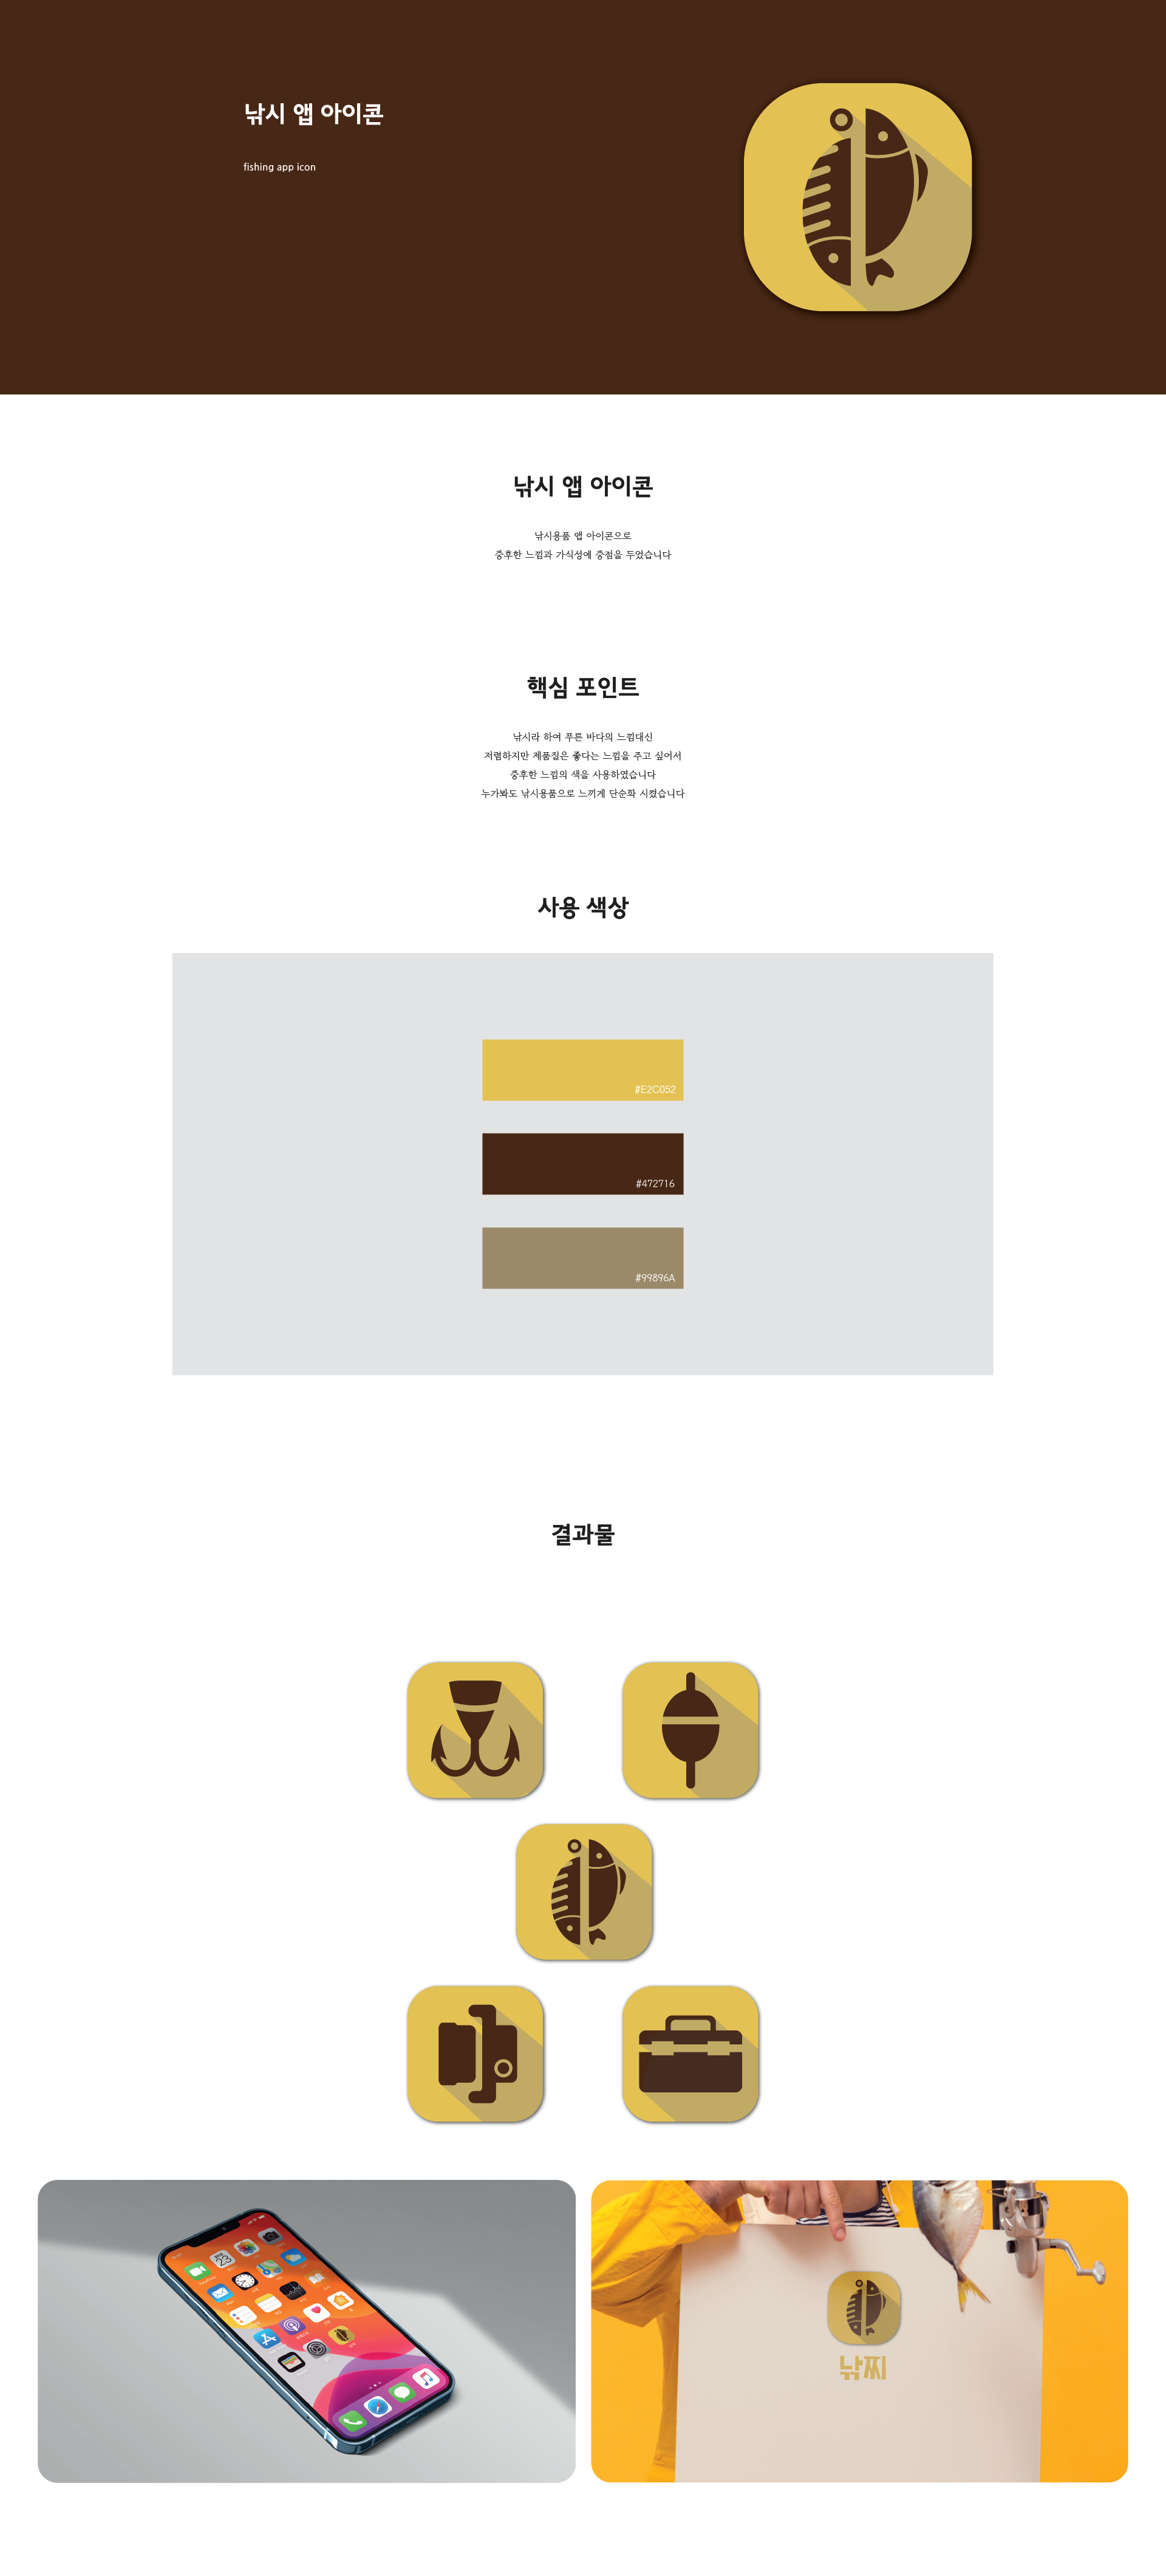 낚시 앱 아이콘
fishing app icon
낚시 앱 아이콘
낚시용품 앱 아이콘으로
중후한 느낌과 가식성에 중점을 두었습니다
핵심 포인트
낚시라 하여 푸른 바다의 느낌대신
저렴하지만 제품질은 좋다는 느낌을 주고 싶어서
중후한 느낌의 색을 사용하였습니다
누가봐도 낚시용품으로 느끼게 단순화 시켰습니다
사용 색상
#E2C052
#472716
#99896A
결과물
23
낚찌